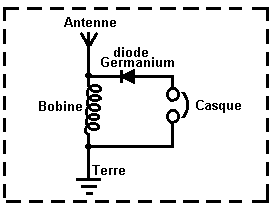 Antenne
diode
Germanium
Bobine
Casque
Terre